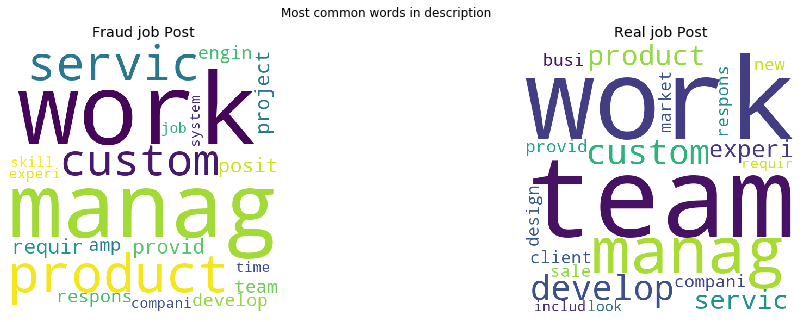 Most common words in description
Fraud job Post
servic
engin
project
work
job
system
custom
skill
experi
posit
manag
requir
amp
provid
product
time
team
respons
compani
develop
Real job Post
busi
product
new
work
market
respons
provid
custom
experi
requir
team
design
manag
client
sale
develop
compani
servic
includ
look